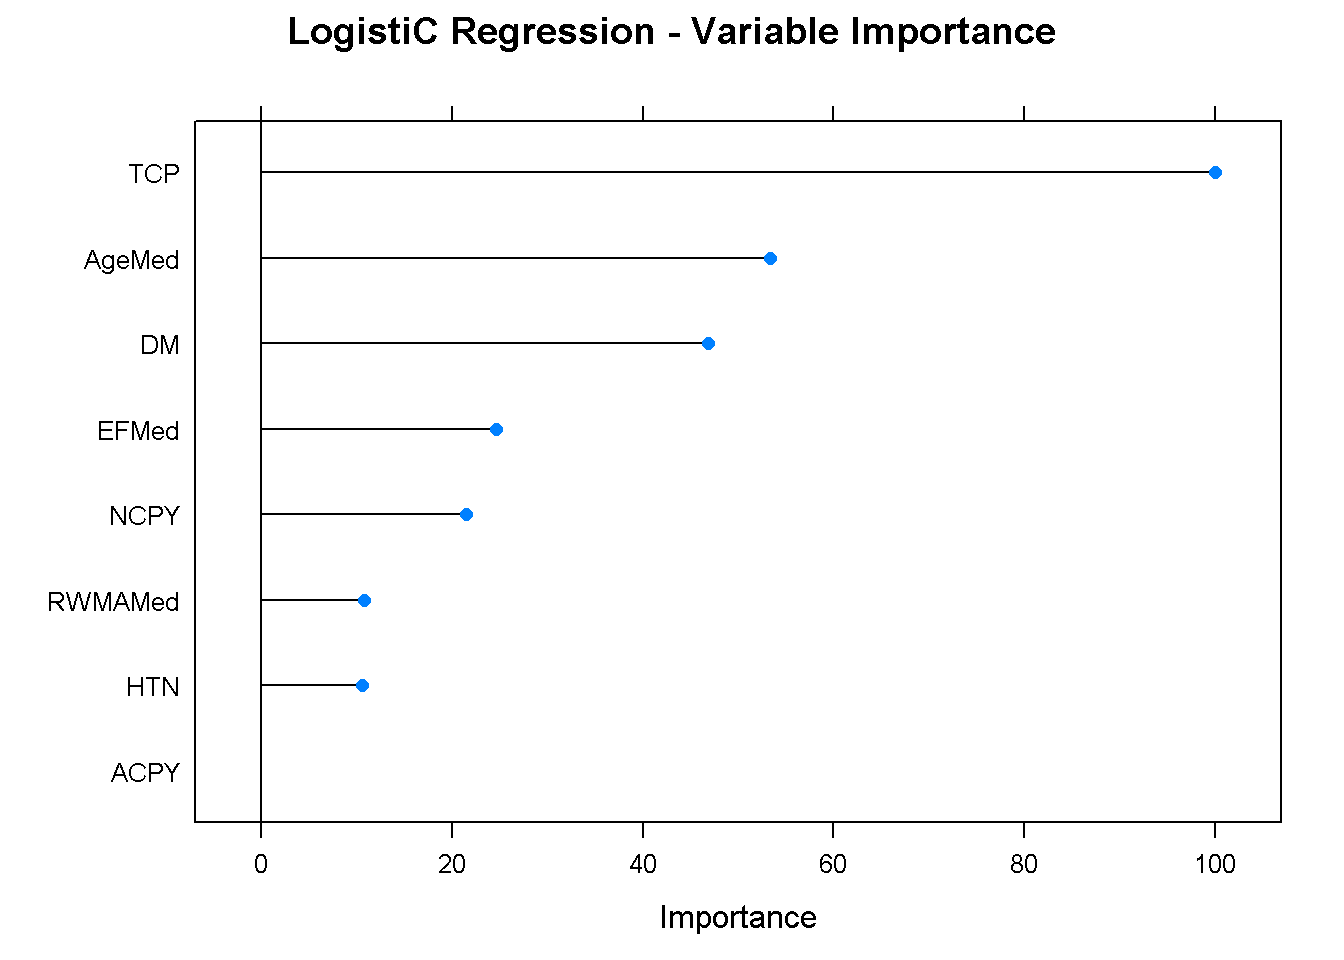 LogistiC Regression - Variable Importance
TCP
AgeMed
DM
EFMed
NCPY
RWMAMed
HTN
ACPY
0 20 40 60 80 100
Importance